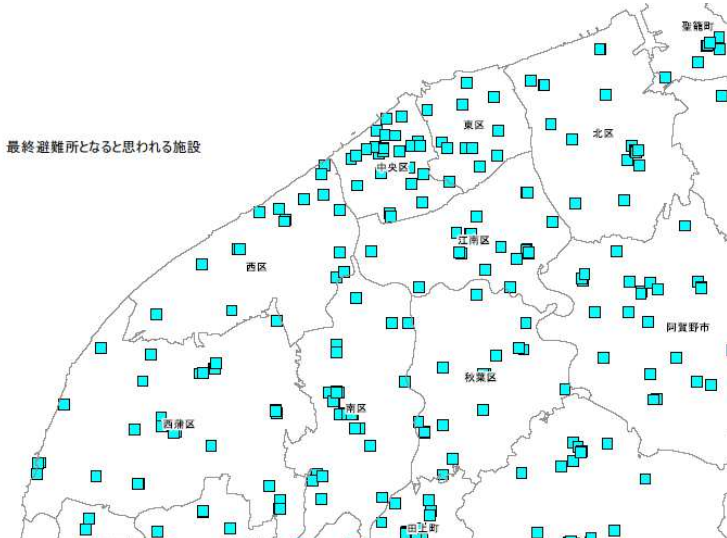 聖籠町
東区
北区
最終避難所となると思われる施設
中央区
江南区
西区
阿賀野市
秋葉区
南区
西蒲区
田上町